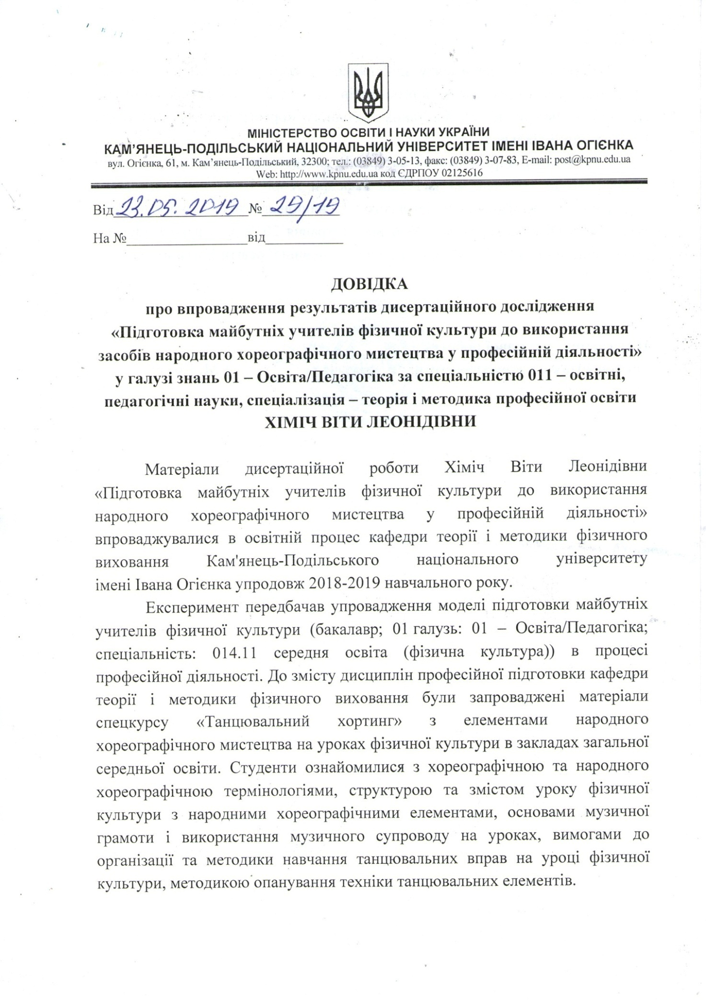 МІНІСТЕРСТВО ОСВІТИ І НАУКИ УКРАЇНИ
КАМ’ЯНЕЦЬ-ПОДІЛЬСЬКИЙ НАЦІОНАЛЬНИЙ УНІВЕРСИТЕТ ІМЕНІ ІВАНА ОГІЄНКА
вул. Огієнка, 61, м. Кам’янець-Подільський, 32300; тел.: (03849) 3-05-13, факс: (03849) 3-07-83, E-mail: post@kpnu.edu.ua
Web: http://www.kpnu.edu.ua код ЄДРПОУ 02125616
Від 23.05.2019 № 29/19
На №________________від__________
ДОВІДКА
про впровадження результатів дисертаційного дослідження
«Підготовка майбутніх учителів фізичної культури до використання
засобів народного хореографічного мистецтва у професійній діяльності»
у галузі знань 01 – Освіта/Педагогіка за спеціальністю 011 – освітні,
педагогічні науки, спеціалізація – теорія і методика професійної освіти
ХІМІЧ ВІТИ ЛЕОНІДІВНИ
Матеріали дисертаційної роботи Хіміч Віти Леонідівни
«Підготовка майбутніх учителів фізичної культури до використання
народного хореографічного мистецтва у професійній діяльності»
впроваджувалися в освітній процес кафедри теорії і методики фізичного
виховання Кам'янець-Подільського національного університету
імені Івана Огієнка упродовж 2018-2019 навчального року.
Експеримент передбачав упровадження моделі підготовки майбутніх
учителів фізичної культури (бакалавр; 01 галузь: 01 – Освіта/Педагогіка;
спеціальність: 014.11 середня освіта (фізична культура)) в процесі
професійної діяльності. До змісту дисциплін професійної підготовки кафедри
теорії і методики фізичного виховання були запроваджені матеріали
спецкурсу «Танцювальний хортинг» з елементами народного
хореографічного мистецтва на уроках фізичної культури в закладах загальної
середньої освіти. Студенти ознайомилися з хореографічною та народного
хореографічною термінологіями, структурою та змістом уроку фізичної
культури з народними хореографічними елементами, основами музичної
грамоти і використання музичного супроводу на уроках, вимогами до
організації та методики навчання танцювальних вправ на уроці фізичної
культури, методикою опанування техніки танцювальних елементів.